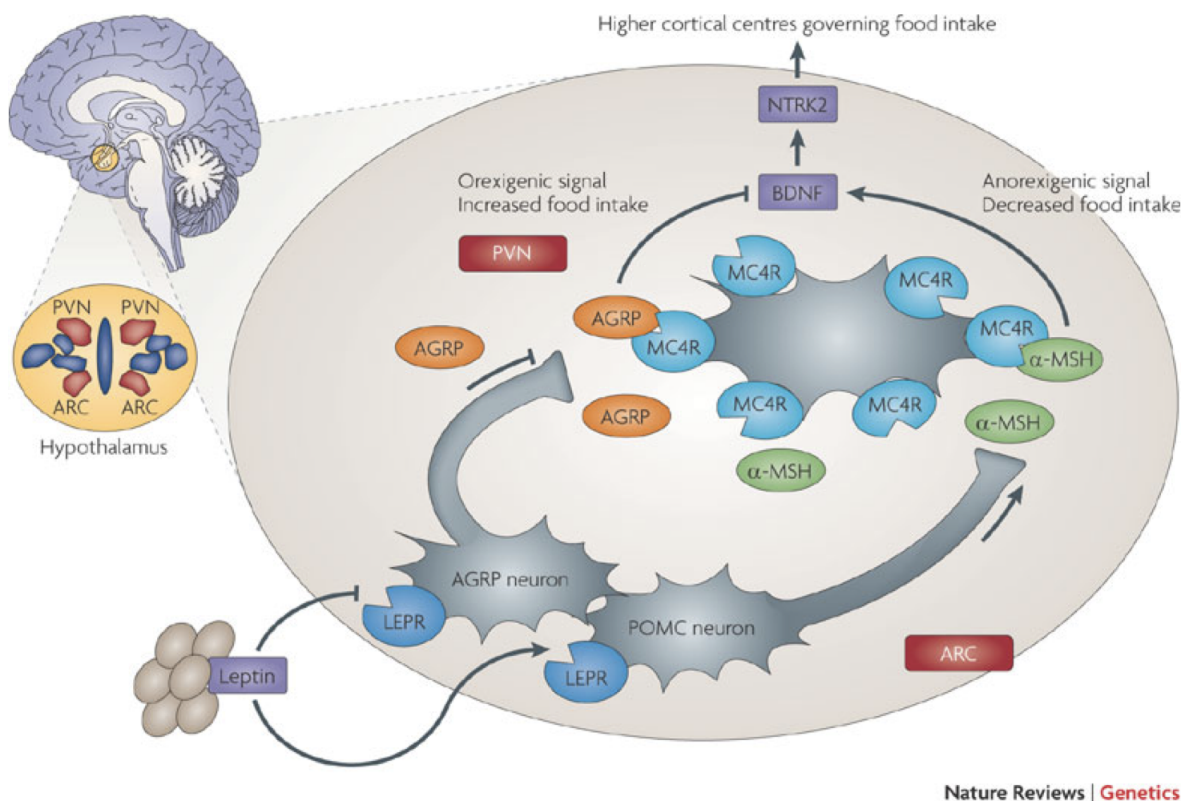 Higher cortical centres governing food intake
NTRK2
Orexigenic signal
Increased food intake
BDNF
Anorexigenic signal
Decreased food intake
PVN
MC4R
MC4R
PVN PVN
AGRP
MC4R
MC4R
α-MSH
AGRP
ARC ARC
Hypothalamus
AGRP
MC4R
MC4R
α-MSH
α-MSH
AGRP neuron
LEPR
POMC neuron
ARC
Leptin
LEPR
Nature Reviews | Genetics